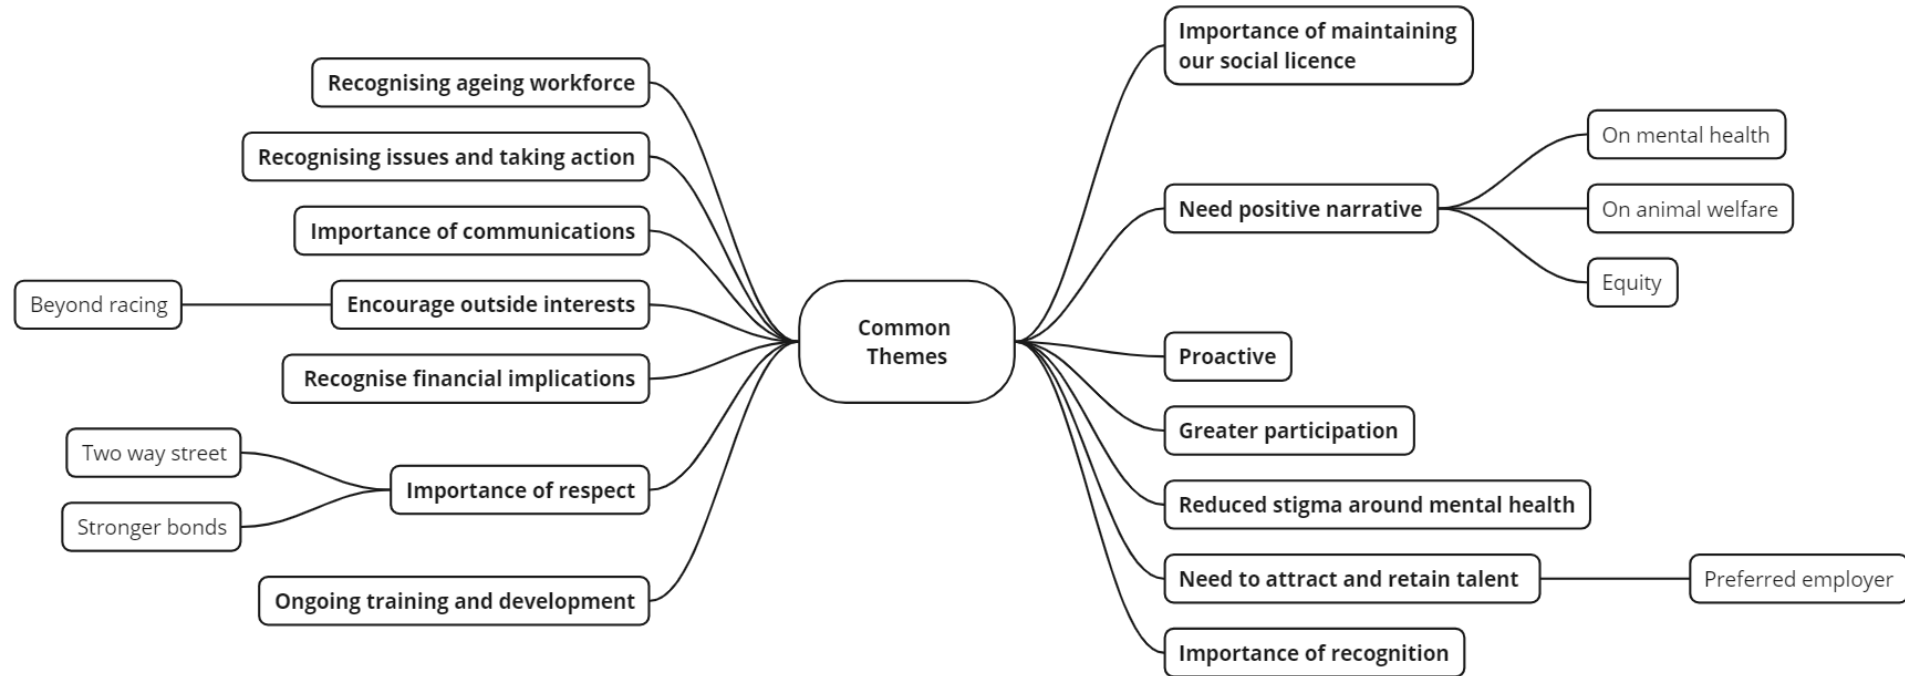 Common
Themes
Recognising ageing workforce
Recognising issues and taking action
Importance of communications
Encourage outside interests
Beyond racing
Recognise financial implications
Importance of respect
Two way street
Stronger bonds
Ongoing training and development
Importance of maintaining
our social licence
Need positive narrative
On mental health
On animal welfare
Equity
Proactive
Greater participation
Reduced stigma around mental health
Need to attract and retain talent
Preferred employer
Importance of recognition